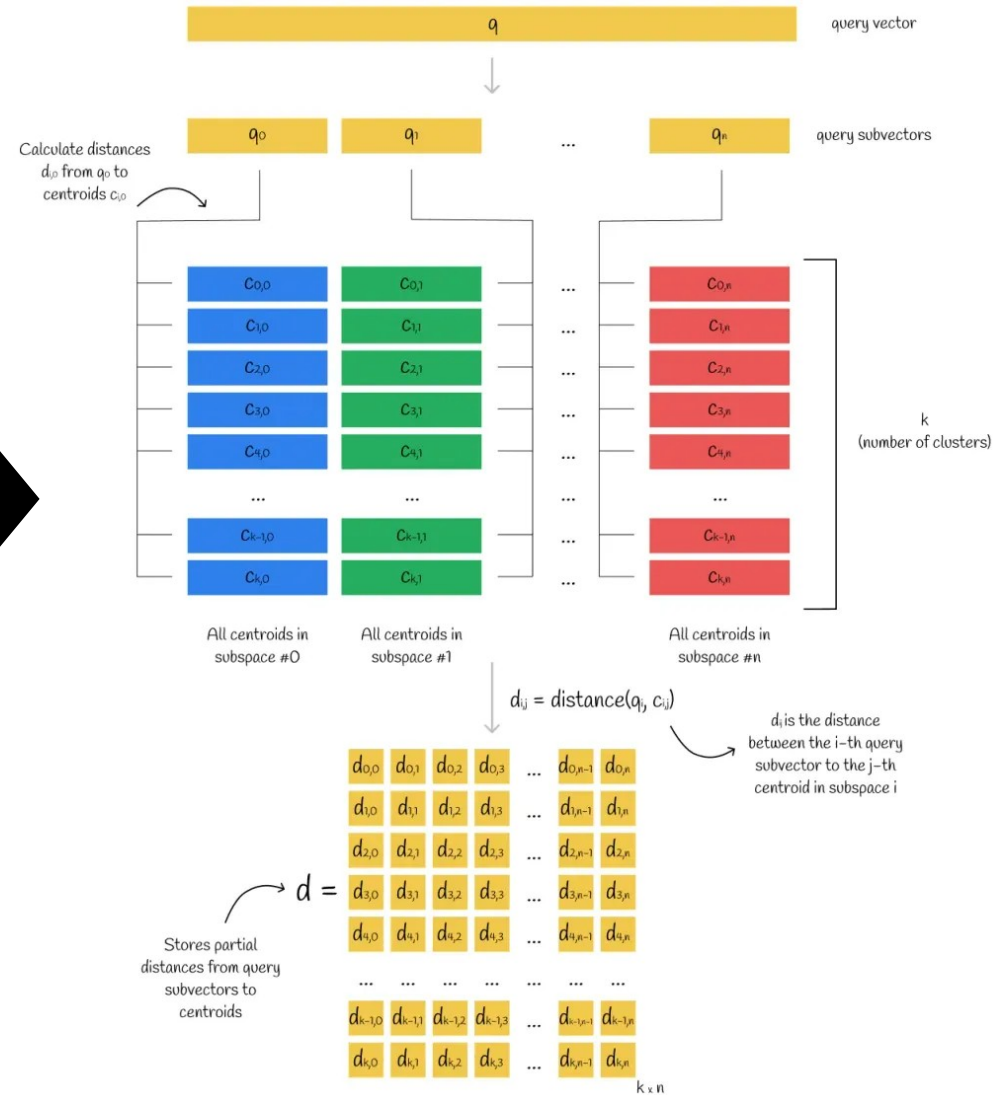 q
query vector
q0 q1 ... qn
query subvectors
Calculate distances
di,0 from q0 to
centroids ci,0
C0,0 C0,1 ... C0,n
C1,0 C1,1 ... C1,n
C2,0 C2,1 ... C2,n
C3,0 C3,1 ... C3,n
C4,0 C4,1 ... C4,n
... ... ... ...
Ck-1,0 Ck-1,1 ... Ck-1,n
Ck,0 Ck,1 ... Ck,n
k
(number of clusters)
All centroids in
subspace #0
All centroids in
subspace #1
All centroids in
subspace #n
di,j = distance(qi, ci,j)
di is the distance
between the i-th query
subvector to the j-th
centroid in subspace i
d0,0 d0,1 d0,2 d0,3 ... d0,n-1 d0,n
d1,0 d1,1 d1,2 d1,3 ... d1,n-1 d1,n
d2,0 d2,1 d2,2 d2,3 ... d2,n-1 d2,n
d =
d3,0 d3,1 d3,2 d3,3 ... d3,n-1 d3,n
d4,0 d4,1 d4,2 d4,3 ... d4,n-1 d4,n
... ... ... ... ... ... ...
dk-1,0 dk-1,1 dk-1,2 dk-1,3 ... dk-1,n-1 dk-1,n
dk,0 dk,1 dk,2 dk,3 ... dk,n-1 dk,n
k x n
Stores partial
distances from query
subvectors to
centroids